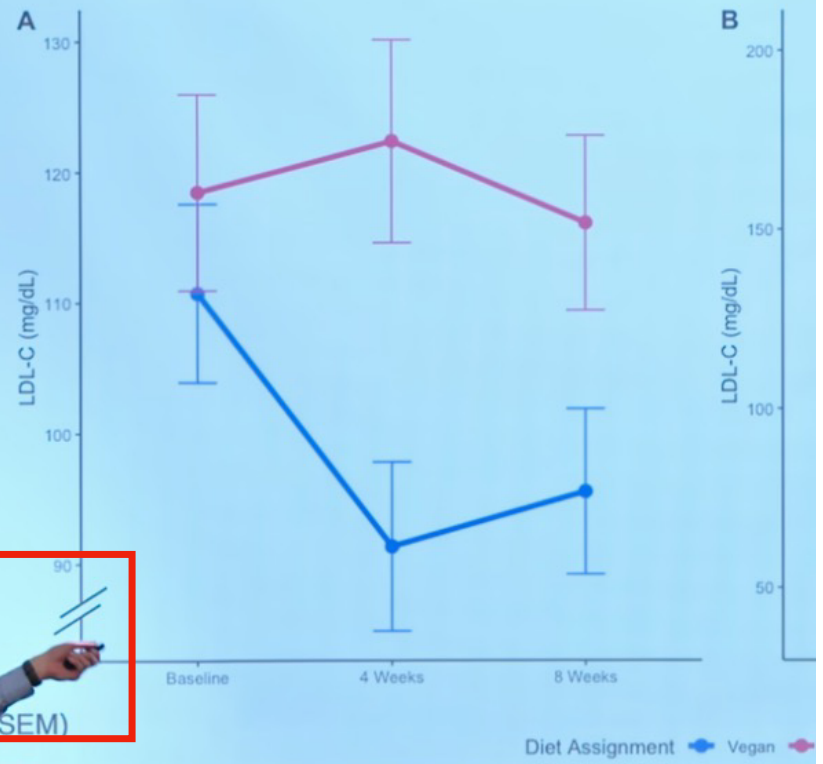 A
LDL-C (mg/dL)
130
120
110
100
90
Baseline
4 Weeks
8 Weeks
SEM)
B
LDL-C (mg/dL)
200
150
100
50
Diet Assignment Vegan